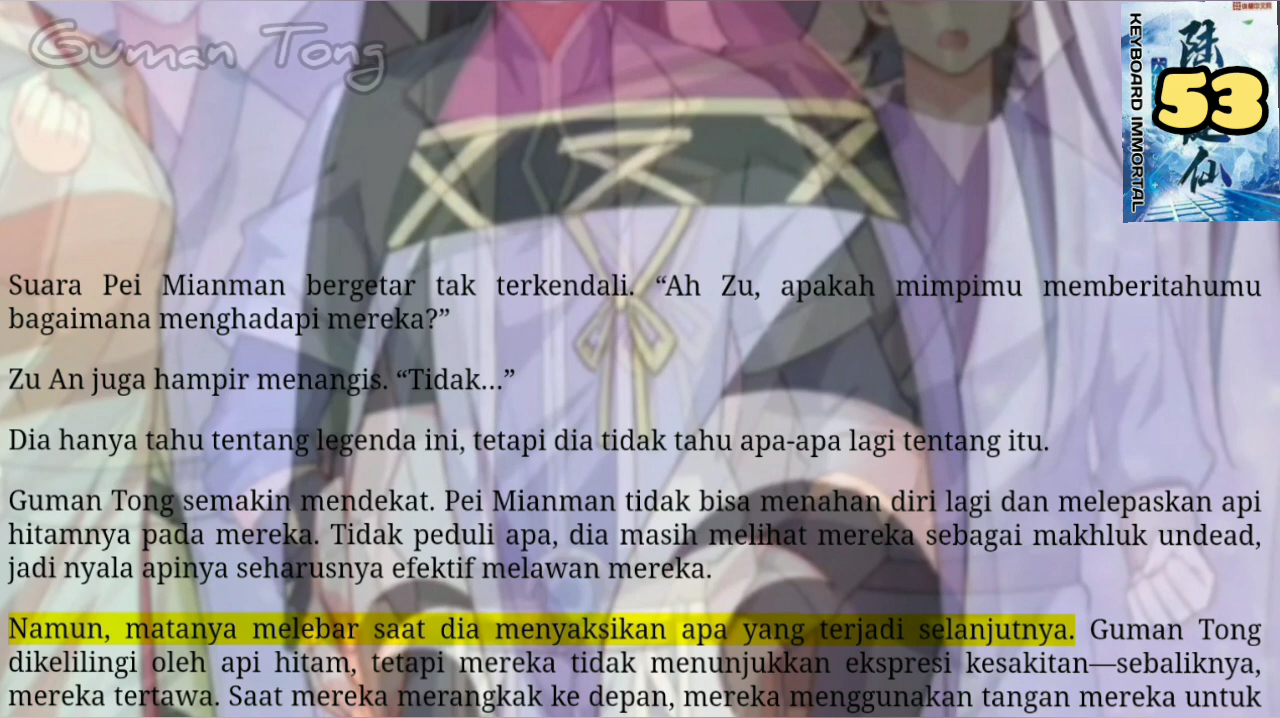 Guman Tong
KEYBOARD IMMORTAL
53
仙
Suara Pei Mianman bergetar tak terkendali. “Ah Zu, apakah mimpimu memberitahumu
bagaimana menghadapi mereka?”
Zu An juga hampir menangis. “Tidak...”
Dia hanya tahu tentang legenda ini, tetapi dia tidak tahu apa-apa lagi tentang itu.
Guman Tong semakin mendekat. Pei Mianman tidak bisa menahan diri lagi dan melepaskan api
hitamnya pada mereka. Tidak peduli apa, dia masih melihat mereka sebagai makhluk undead,
jadi nyala apinya seharusnya efektif melawan mereka.
Namun, matanya melebar saat dia menyaksikan apa yang terjadi selanjutnya. Guman Tong
dikelilingi oleh api hitam, tetapi mereka tidak menunjukkan ekspresi kesakitan—sebaliknya,
mereka tertawa. Saat mereka merangkak ke depan, mereka menggunakan tangan mereka untuk